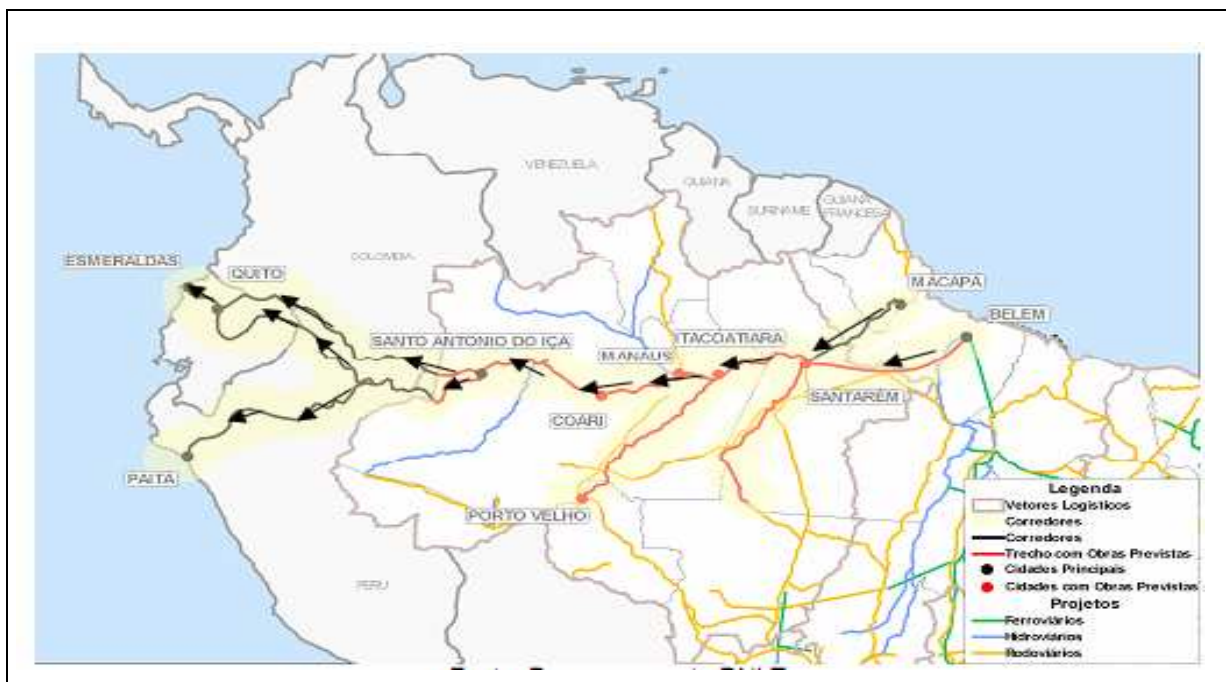 VENEZUELA
GUIANA
SURINAME
GUIANA
FRANCESA
ESMERALDAS
QUITO
COLOMBIA
MACAPÁ
BELEM
SANTO ANTONIO DO IÇA
MANAUS
ITACOATIARA
COARI
SANTARÉM
PAITA
PORTO VELHO
PERU
Legenda
Vetores Logísticos
Corredores
Corredores
Trecho com Obras Previstas
Cidades Principais
Cidades com Obras Previstas
Projetos
Ferroviários
Hidroviários
Rodoviários